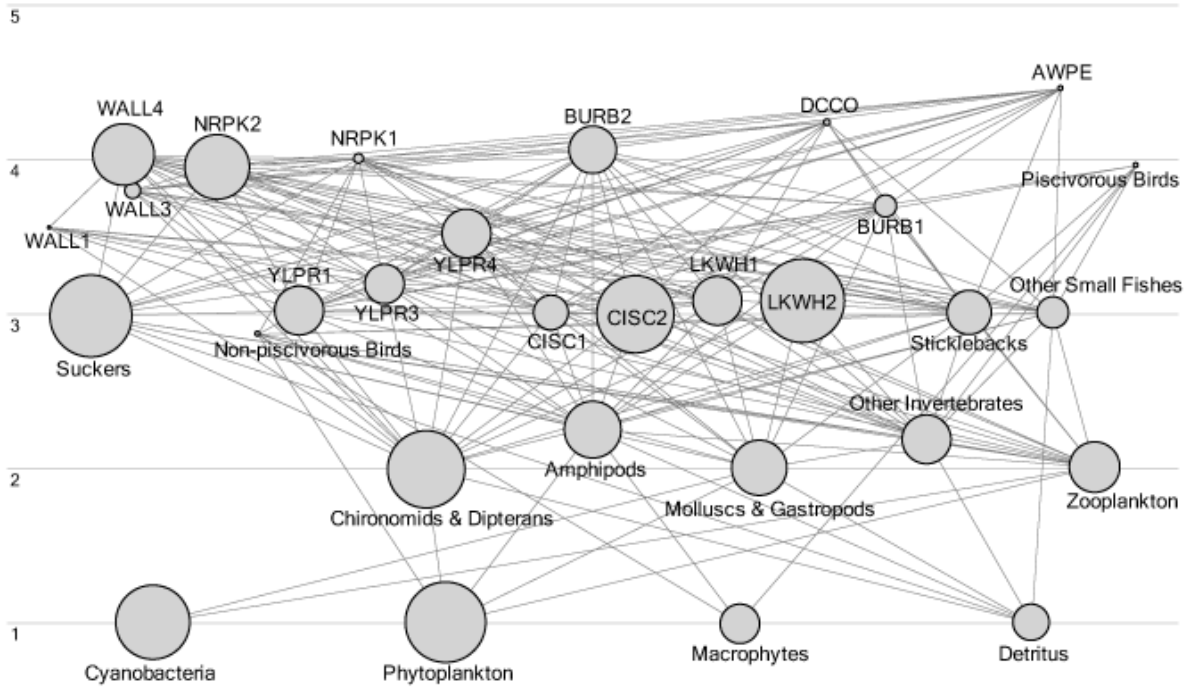 5
AWPE
WALL4
DCCO
BURB2
NRPK2
NRPK1
4
Piscivorous Birds
WALL3
BURB1
WALL1
YLPR4
LKWH1
YLPR1
Other Small Fishes
LKWH2
YLPR3
CISC2
3
CISC1
Sticklebacks
Non-piscivorous Birds
Suckers
Other Invertebrates
Amphipods
2
Zooplankton
Molluscs & Gastropods
Chironomids & Dipterans
1
Macrophytes
Detritus
Cyanobacteria
Phytoplankton